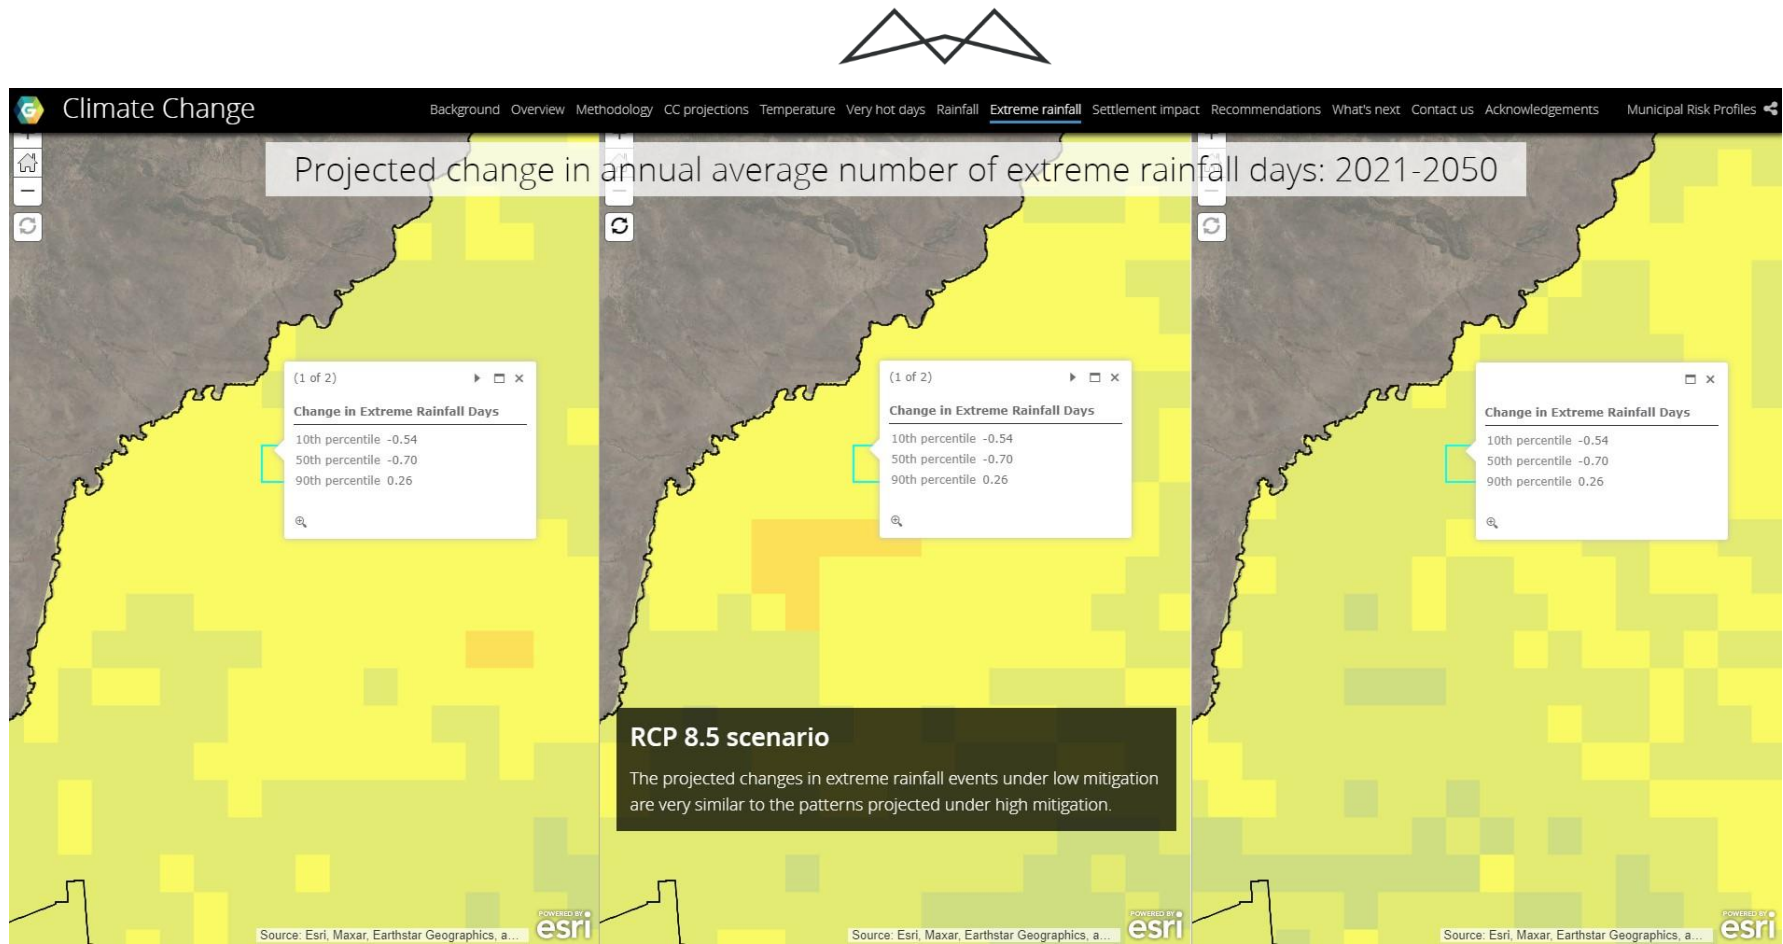 Climate Change
Background Overview Methodology CC projections Temperature Very hot days Rainfall Extreme rainfall Settlement impact Recommendations What's next Contact us Acknowledgements Municipal Risk Profiles
Projected change in annual average number of extreme rainfall days: 2021-2050
(1 of 2)
Change in Extreme Rainfall Days
10th percentile -0.54
50th percentile -0.70
90th percentile 0.26
(1 of 2)
Change in Extreme Rainfall Days
10th percentile -0.54
50th percentile -0.70
90th percentile 0.26
Change in Extreme Rainfall Days
10th percentile -0.54
50th percentile -0.70
90th percentile 0.26
RCP 8.5 scenario
The projected changes in extreme rainfall events under low mitigation
are very similar to the patterns projected under high mitigation.
Source: Esri, Maxar, Earthstar Geographics, a...
POWERED BY
esri
Source: Esri, Maxar, Earthstar Geographics, a...
POWERED BY
esri
Source: Esri, Maxar, Earthstar Geographics, a...
POWERED BY
esri